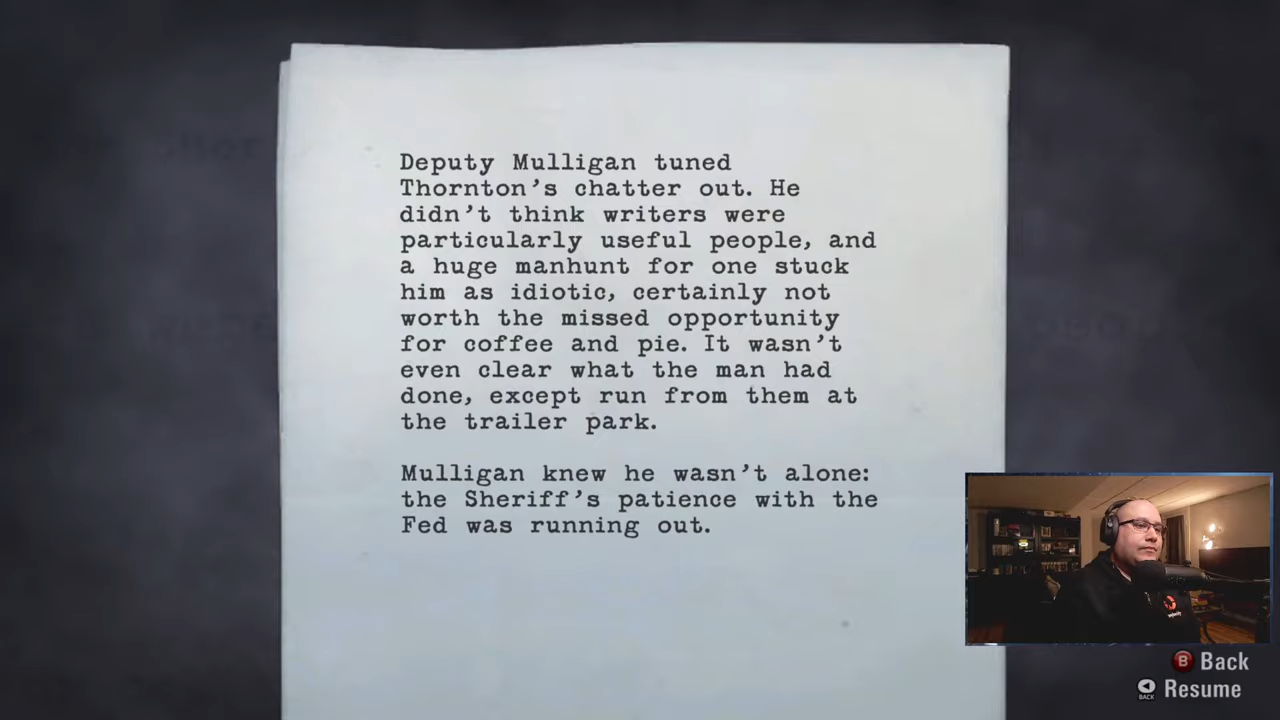 Deputy Mulligan tuned
Thornton's chatter out. He
didn't think writers were
particularly useful people, and
a huge manhunt for one stuck
him as idiotic, certainly not
worth the missed opportunity
for coffee and pie. It wasn't
even clear what the man had
done, except run from them at
the trailer park.
Mulligan knew he wasn't alone:
the Sheriff's patience with the
Fed was running out.
B Back
BACK Resume